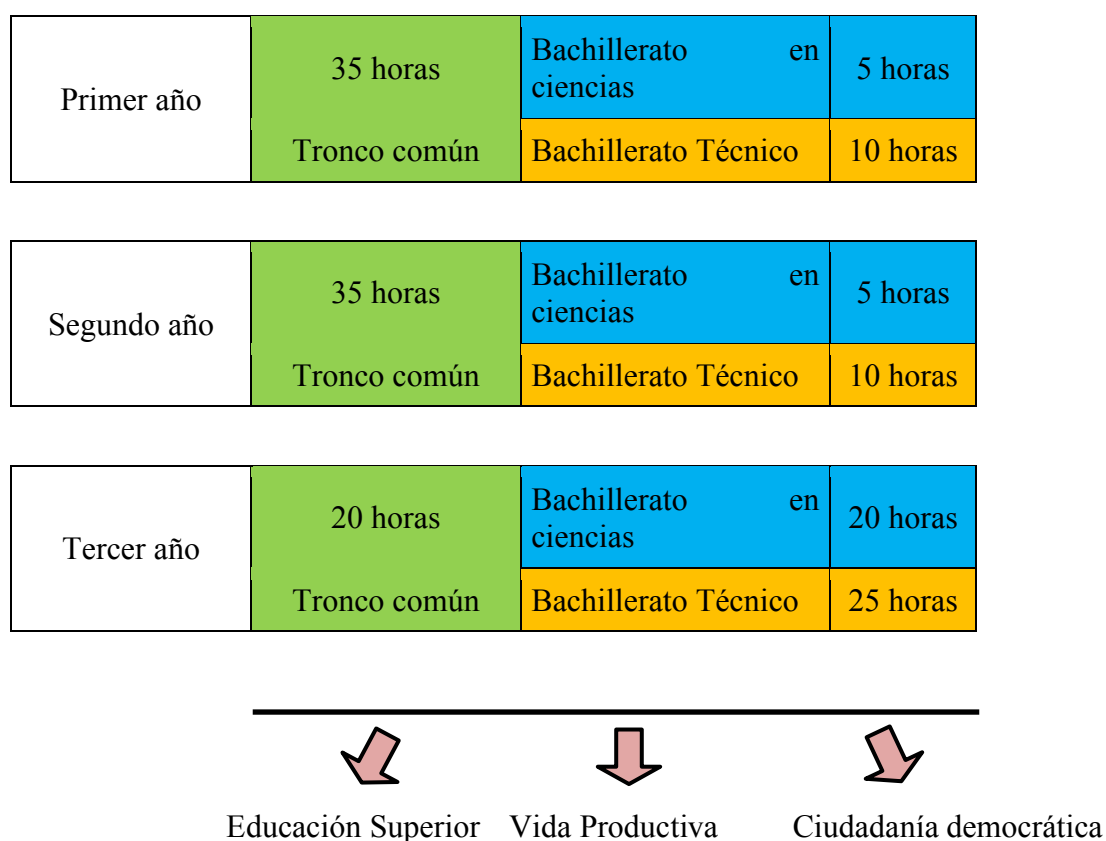 Primer año
35 horas
Tronco común
Bachillerato en
ciencias
5 horas
Bachillerato Técnico
10 horas
Segundo año
35 horas
Tronco común
Bachillerato en
ciencias
5 horas
Bachillerato Técnico
10 horas
Tercer año
20 horas
Tronco común
Bachillerato en
ciencias
20 horas
Bachillerato Técnico
25 horas
Educación Superior
Vida Productiva
Ciudadanía democrática